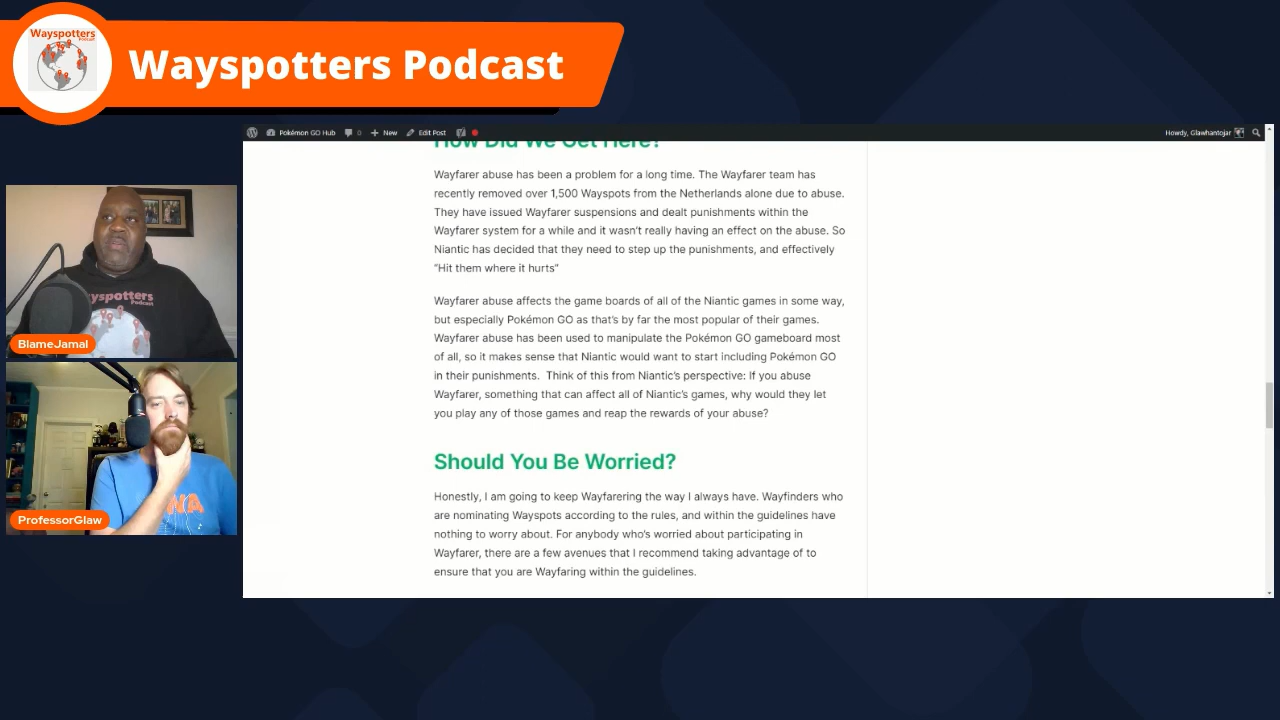 Wayspotters
Podcast
Wayspotters Podcast
Pokémon GO Hub
0
New
Edit Post
Howdy, Glawhantojar
How Did We Get Here?
Wayfarer abuse has been a problem for a long time. The Wayfarer team has
recently removed over 1,500 Wayspots from the Netherlands alone due to abuse.
They have issued Wayfarer suspensions and dealt punishments within the
Wayfarer system for a while and it wasn't really having an effect on the abuse. So
Niantic has decided that they need to step up the punishments, and effectively
“Hit them where it hurts”
Wayfarer abuse affects the game boards of all of the Niantic games in some way,
but especially Pokémon GO as that's by far the most popular of their games.
Wayfarer abuse has been used to manipulate the Pokémon GO gameboard most
of all, so it makes sense that Niantic would want to start including Pokémon GO
in their punishments. Think of this from Niantic's perspective: If you abuse
Wayfarer, something that can affect all of Niantic's games, why would they let
you play any of those games and reap the rewards of your abuse?
Should You Be Worried?
Honestly, I am going to keep Wayfarering the way I always have. Wayfinders who
are nominating Wayspots according to the rules, and within the guidelines have
nothing to worry about. For anybody who's worried about participating in
Wayfarer, there are a few avenues that I recommend taking advantage of to
ensure that you are Wayfaring within the guidelines.
yspotters
Podcast
BlameJamal
ProfessorGlaw